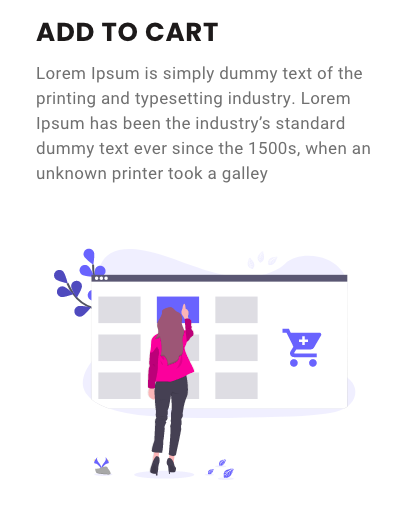 ADD TO CART
Lorem Ipsum is simply dummy text of the
printing and typesetting industry. Lorem
Ipsum has been the industry’s standard
dummy text ever since the 1500s, when an
unknown printer took a galley